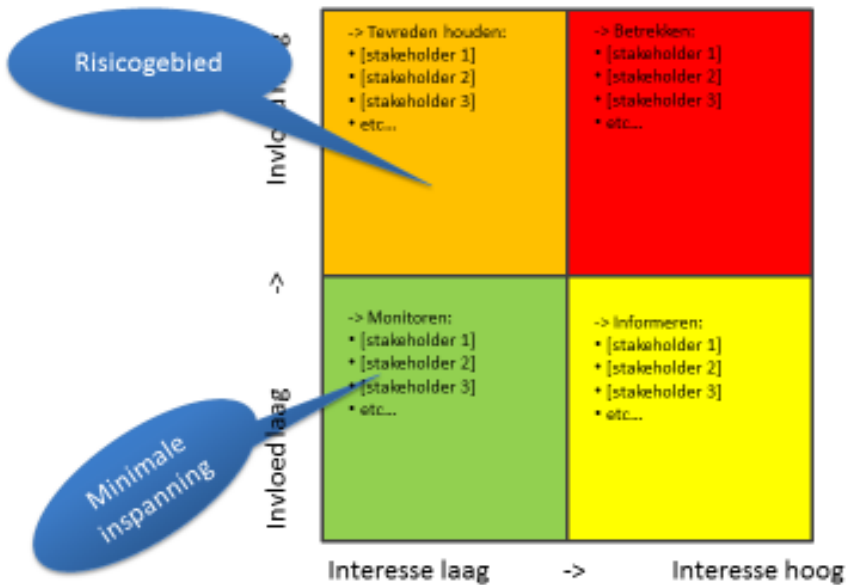 Risicogebied
-> Tevreden houden:
• [stakeholder 1]
• [stakeholder 2]
• [stakeholder 3]
• etc...
-> Betrekken:
• [stakeholder 1]
• [stakeholder 2]
• [stakeholder 3]
• etc...
->
-> Monitoren:
• [stakeholder 1]
• [stakeholder 2]
• [stakeholder 3]
• etc...
-> Informeren:
• [stakeholder 1]
• [stakeholder 2]
• [stakeholder 3]
• etc...
Invloed laag
Minimale
inspanning
Interesse laag -> Interesse hoog